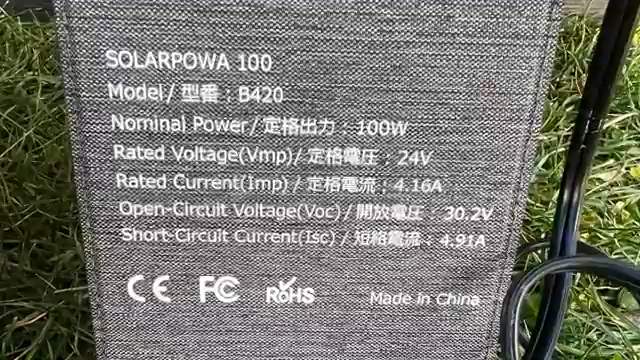 SOLARPOWA 100
Model/型番：B420
Nominal Power/定格出力：100W
Rated Voltage(Vmp)/定格電圧：24V
Rated Current(Imp)/定格電流：4.16A
Open-Circuit Voltage(Voc)/開放電圧：30.2V
Short-Circuit Current(Isc)/短絡電流：4.91A
CE FC RoHS Made in China